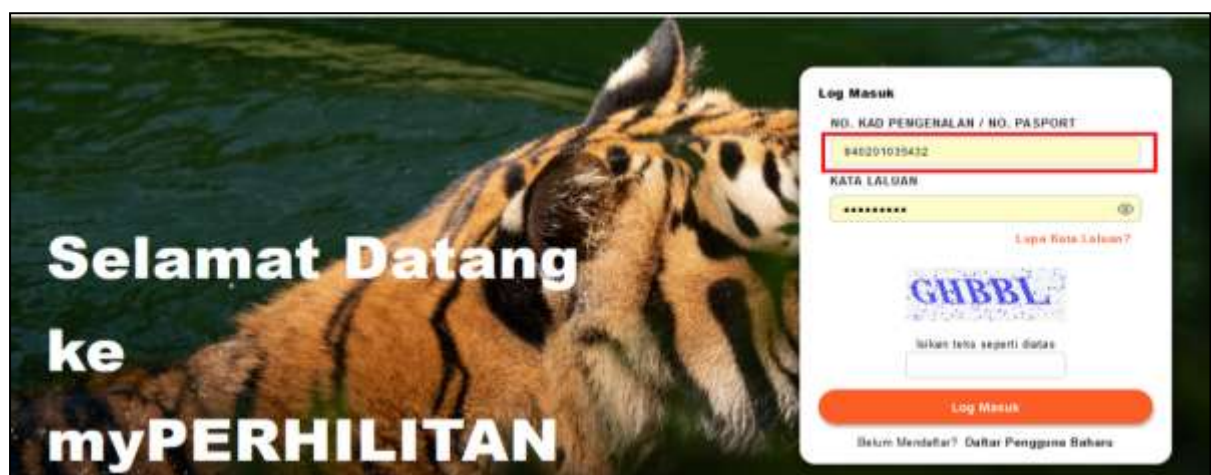 Selamat Datang
ke
myPERHILITAN
Log Masuk
NO. KAD PENGENALAN / NO. PASPORT
840201035432
KATA LALUAN
•••••••••
Lupa Kata Laluan?
GHBBL
Isikan teks seperti diatas
Log Masuk
Belum Mendaftar? Daftar Pengguna Baharu